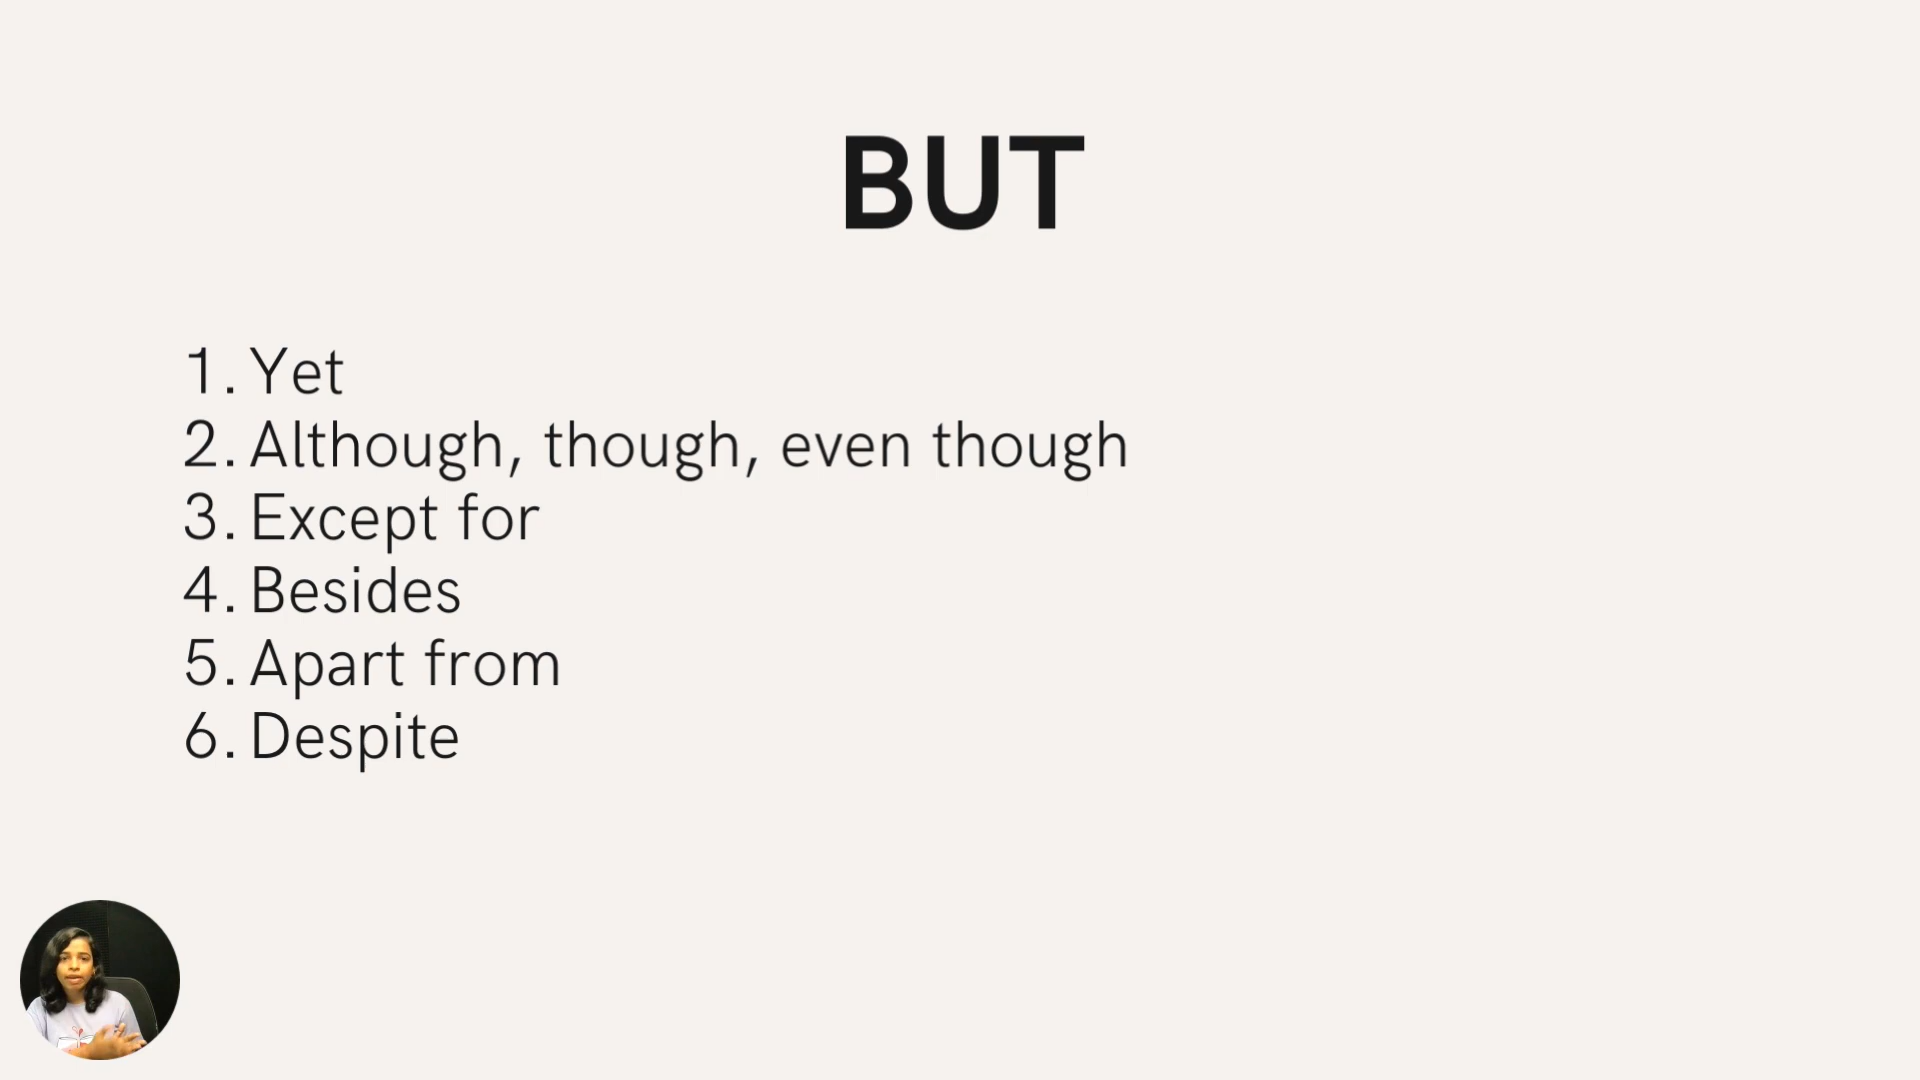 BUT
1. Yet
2. Although, though, even though
3. Except for
4. Besides
5. Apart from
6. Despite